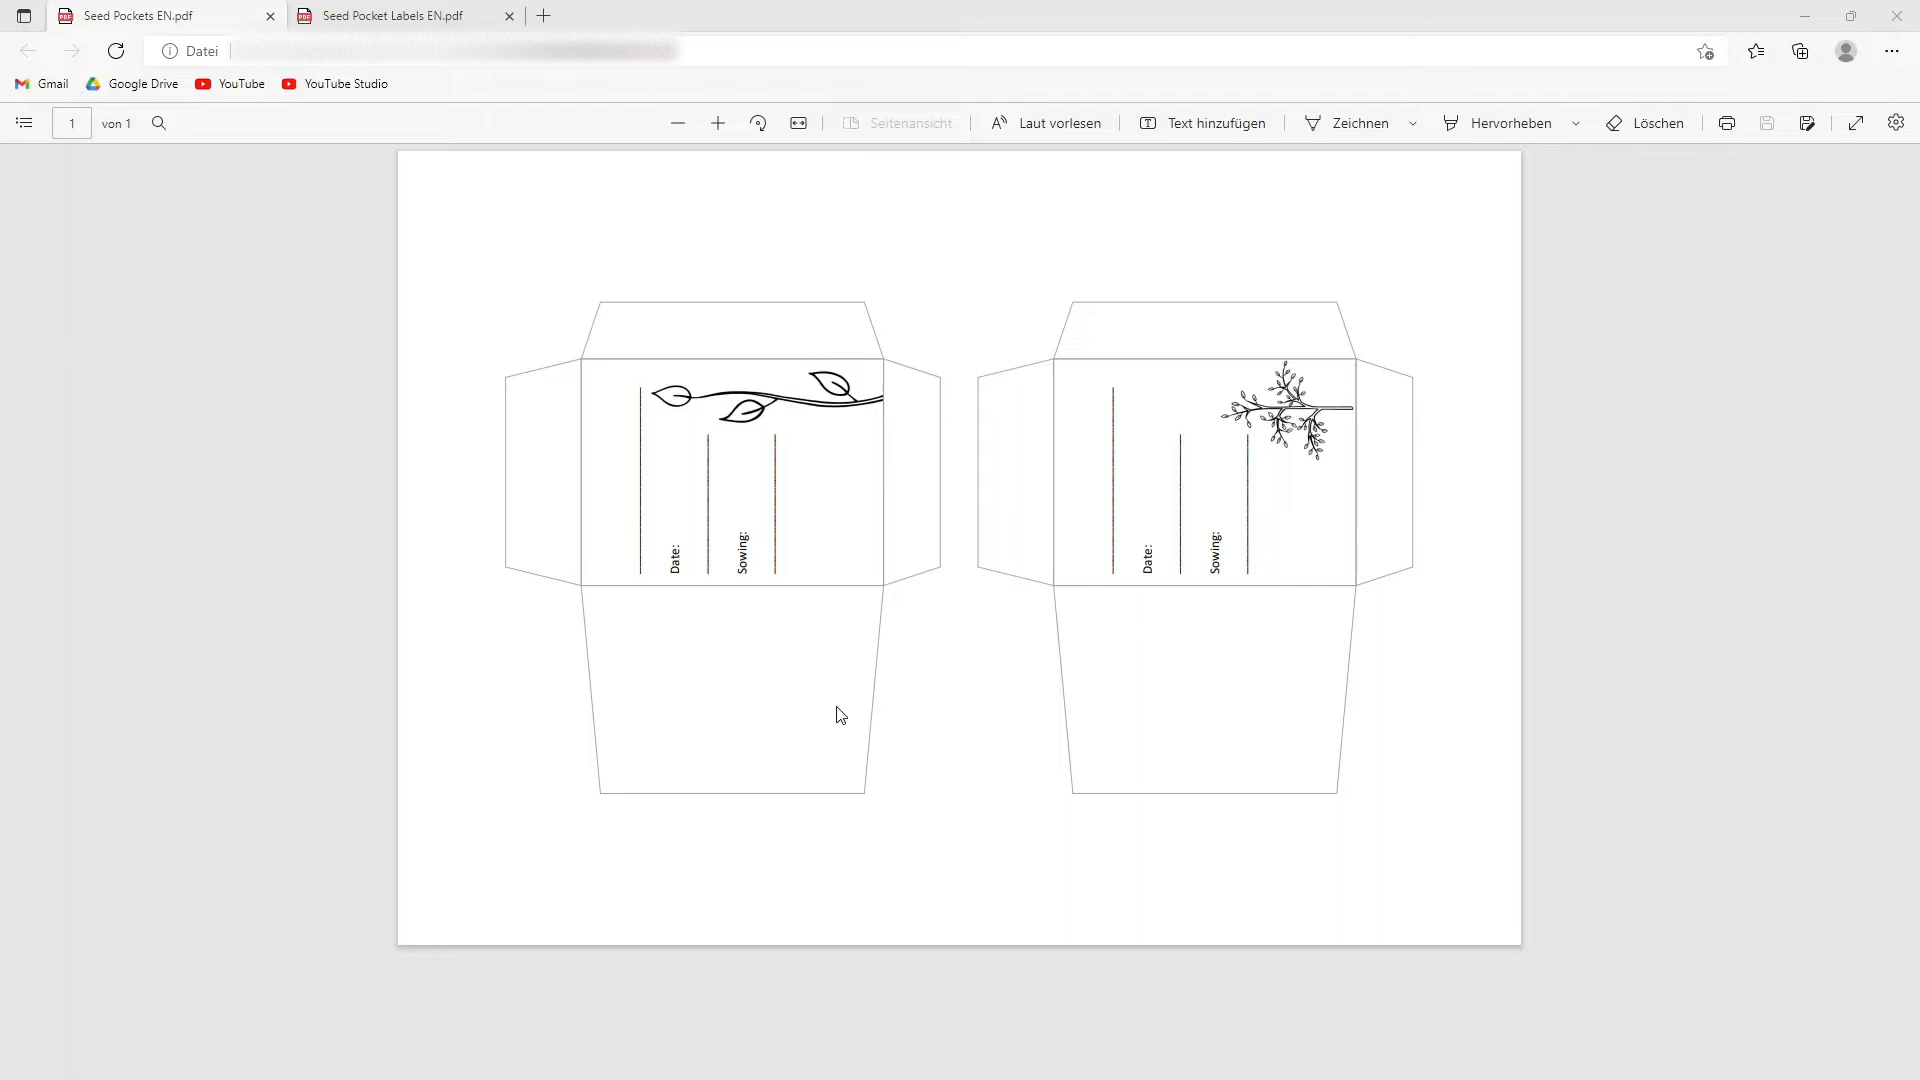 Seed Pockets EN.pdf
Seed Pocket Labels EN.pdf
Datei
Gmail
Google Drive
YouTube
YouTube Studio
1 von 1
Seitenansicht
Laut vorlesen
Text hinzufügen
Zeichnen
Hervorheben
Löschen
Date:
Sowing:
Date:
Sowing: